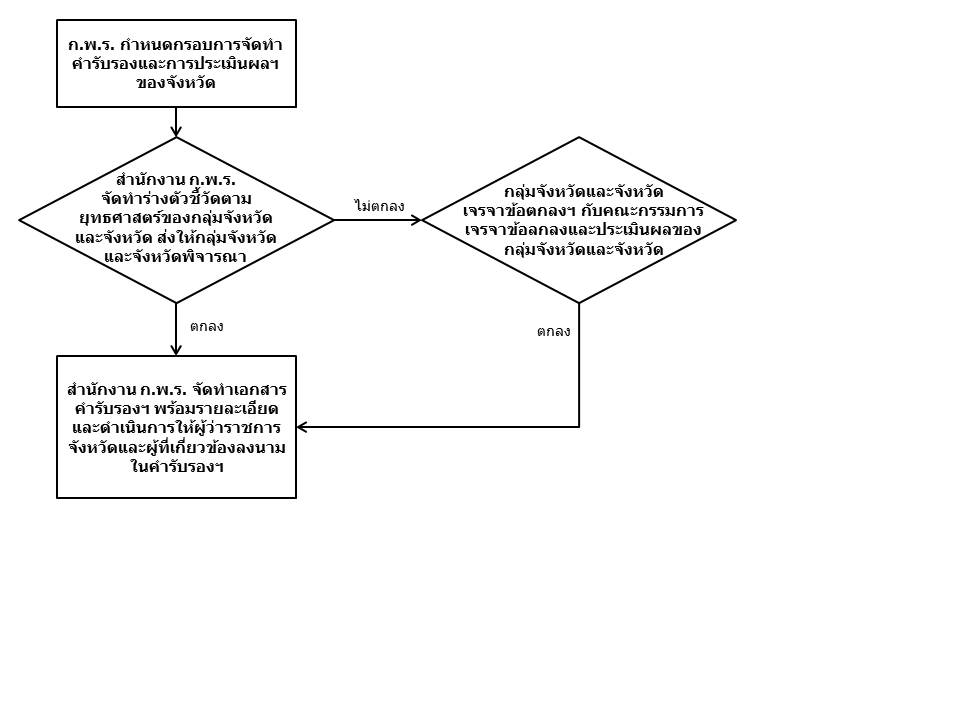 ก.พ.ร. กำหนดกรอบการจัดทำ
คำรับรองและการประเมินผลฯ
ของจังหวัด
สำนักงาน ก.พ.ร.
จัดทำร่างตัวชี้วัดตาม
ยุทธศาสตร์ของกลุ่มจังหวัด
และจังหวัด ส่งให้กลุ่มจังหวัด
และจังหวัดพิจารณา
ไม่ตกลง
กลุ่มจังหวัดและจังหวัด
เจรจาข้อตกลงฯ กับคณะกรรมการ
เจรจาข้อลกลงและประเมินผลของ
กลุ่มจังหวัดและจังหวัด
ตกลง
ตกลง
สำนักงาน ก.พ.ร. จัดทำเอกสาร
คำรับรองฯ พร้อมรายละเอียด
และดำเนินการให้ผู้ว่าราชการ
จังหวัดและผู้ที่เกี่ยวข้องลงนาม
ในคำรับรองฯ